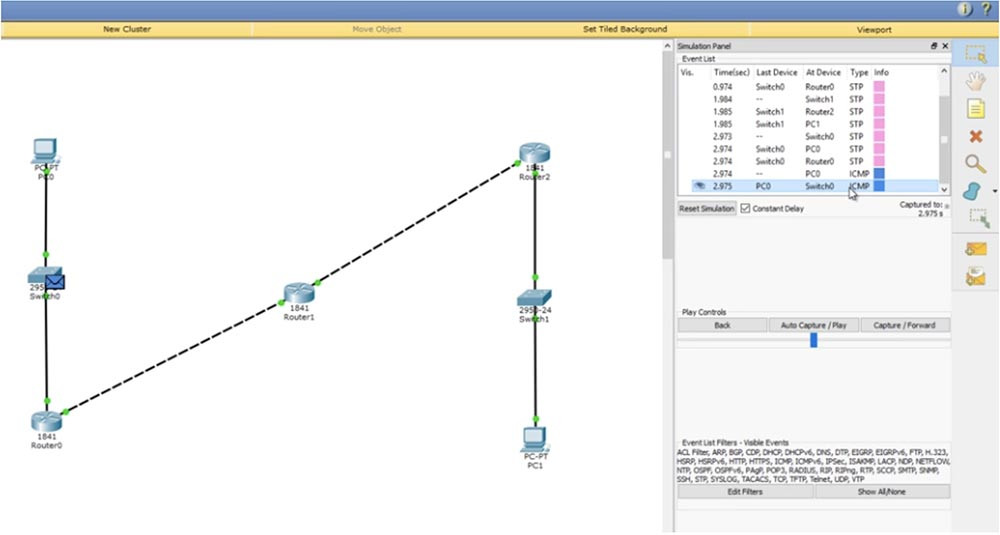 New Cluster Move Object Set Tiled Background Viewport
Simulation Panel
Event List
Vis. Time(sec) Last Device At Device Type Info
0.974 Switch0 Router0 STP
1.984 -- Switch1 STP
1.985 Switch1 Router2 STP
1.985 Switch1 PC1 STP
2.973 -- Switch0 STP
2.974 Switch0 PC0 STP
2.974 Switch0 Router0 STP
2.974 -- PC0 ICMP
2.975 PC0 Switch0 ICMP
Reset Simulation Constant Delay Captured to:
2.975 s
Play Controls
Back Auto Capture / Play Capture / Forward
Event List Filters - Visible Events
ACL Filter, ARP, BGP, CDP, DHCP, DHCPv6, DNS, DTP, EIGRP, EIGRPv6, FTP, H.323,
HSRP, HSRPv6, HTTP, HTTPS, ICMP, ICMPv6, IPSec, ISAKMP, LACP, NDP, NETFLOW,
NTP, OSPF, OSPFv6, PAgP, POP3, RADIUS, RIP, RIPng, RTP, SCCP, SMTP, SNMP,
SSH, STP, SYSLOG, TACACS, TCP, TFTP, Telnet, UDP, VTP
Edit Filters Show All/None
PC-PT
PC0
Switch0
1841
Router0
1841
Router1
1841
Router2
2950-24
Switch1
PC-PT
PC1